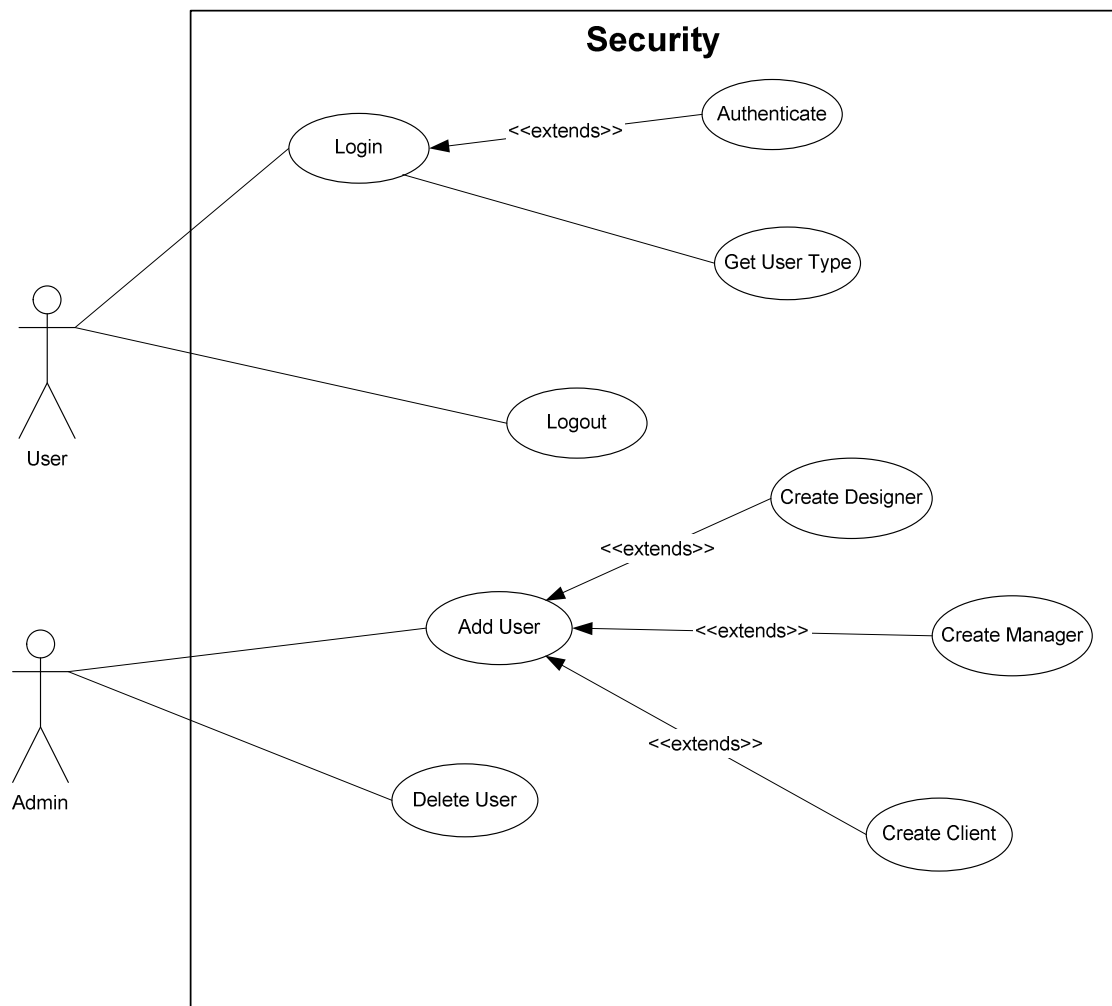 Security
Authenticate
<<extends>>
Login
Get User Type
Logout
User
Create Designer
<<extends>>
Add User
<<extends>>
Create Manager
<<extends>>
Admin
Delete User
Create Client